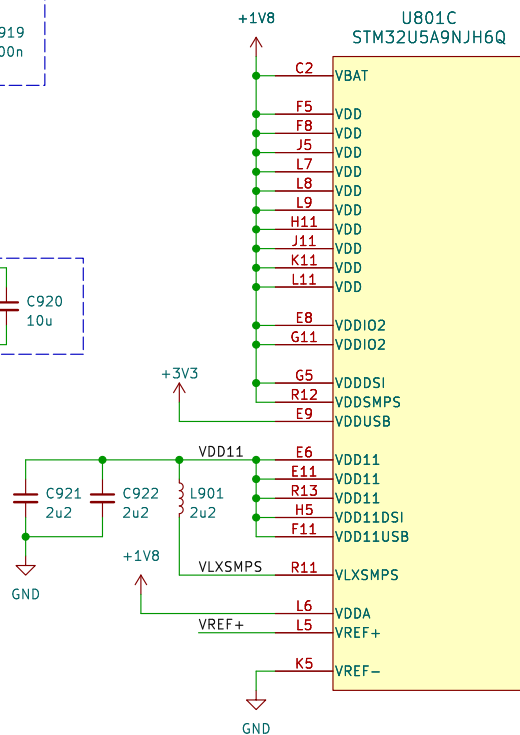 +1V8
U801C
STM32U5A9NJH6Q
919
00n
C2 VBAT
F5 VDD
F8 VDD
J5 VDD
L7 VDD
L8 VDD
L9 VDD
H11 VDD
J11 VDD
K11 VDD
L11 VDD
C920
10u
E8 VDDIO2
G11 VDDIO2
+3V3
G5 VDDDSI
R12 VDDSMPS
E9 VDDUSB
VDD11 E6 VDD11
E11 VDD11
C921 C922 L901 R13 VDD11
2u2 2u2 2u2 H5 VDD11DSI
F11 VDD11USB
+1V8
VLXSMPS R11 VLXSMPS
GND
L6 VDDA
VREF+ L5 VREF+
K5 VREF-
GND